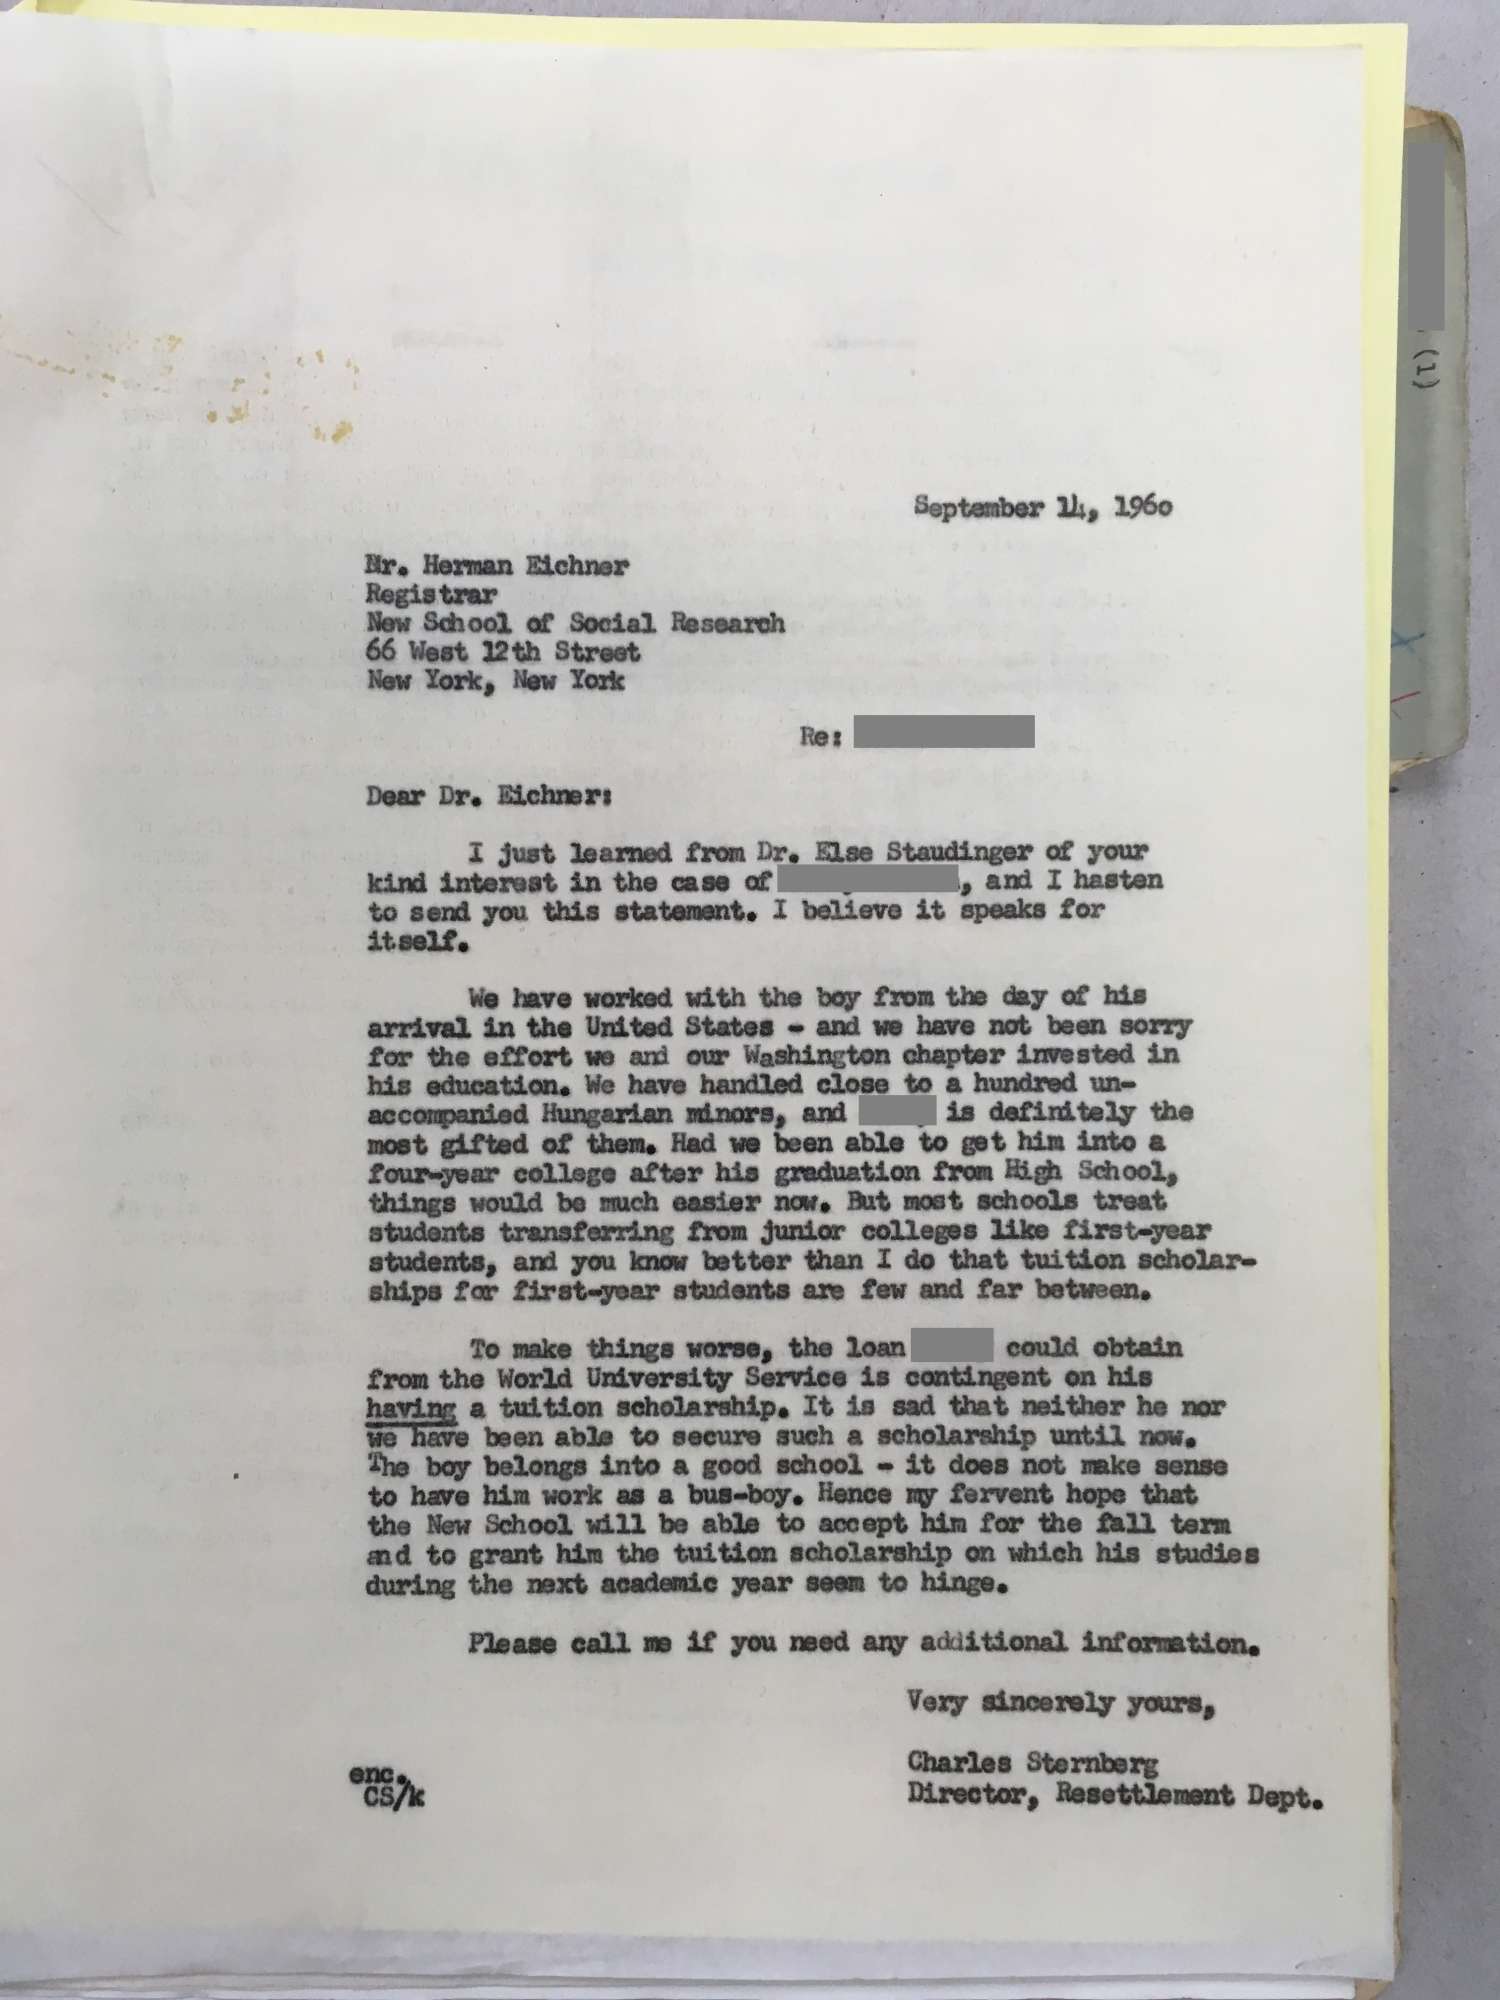 (1)
September 14, 1960
Mr. Herman Eichner
Registrar
New School of Social Research
66 West 12th Street
New York, New York
Re:
Dear Dr. Eichner:
I just learned from Dr. Else Staudinger of your
kind interest in the case of , and I hasten
to send you this statement. I believe it speaks for
itself.
We have worked with the boy from the day of his
arrival in the United States - and we have not been sorry
for the effort we and our Washington chapter invested in
his education. We have handled close to a hundred un-
accompanied Hungarian minors, and is definitely the
most gifted of them. Had we been able to get him into a
four-year college after his graduation from High School,
things would be much easier now. But most schools treat
students transferring from junior colleges like first-year
students, and you know better than I do that tuition scholar-
ships for first-year students are few and far between.
To make things worse, the loan could obtain
from the World University Service is contingent on his
having a tuition scholarship. It is sad that neither he nor
we have been able to secure such a scholarship until now.
The boy belongs into a good school - it does not make sense
to have him work as a bus-boy. Hence my fervent hope that
the New School will be able to accept him for the fall term
and to grant him the tuition scholarship on which his studies
during the next academic year seem to hinge.
Please call me if you need any additional information.
Very sincerely yours,
Charles Sternberg
Director, Resettlement Dept.
enc.
CS/k